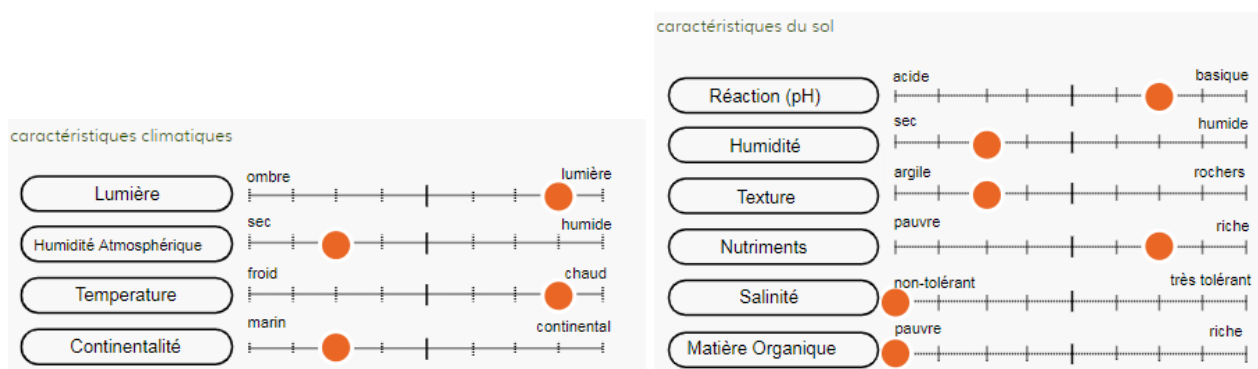 caractéristiques climatiques
ombre lumière
Lumière
sec humide
Humidité Atmosphérique
froid chaud
Temperature
marin continental
Continentalité
caractéristiques du sol
acide basique
Réaction (pH)
sec humide
Humidité
argile rochers
Texture
pauvre riche
Nutriments
non-tolérant très tolérant
Salinité
pauvre riche
Matière Organique